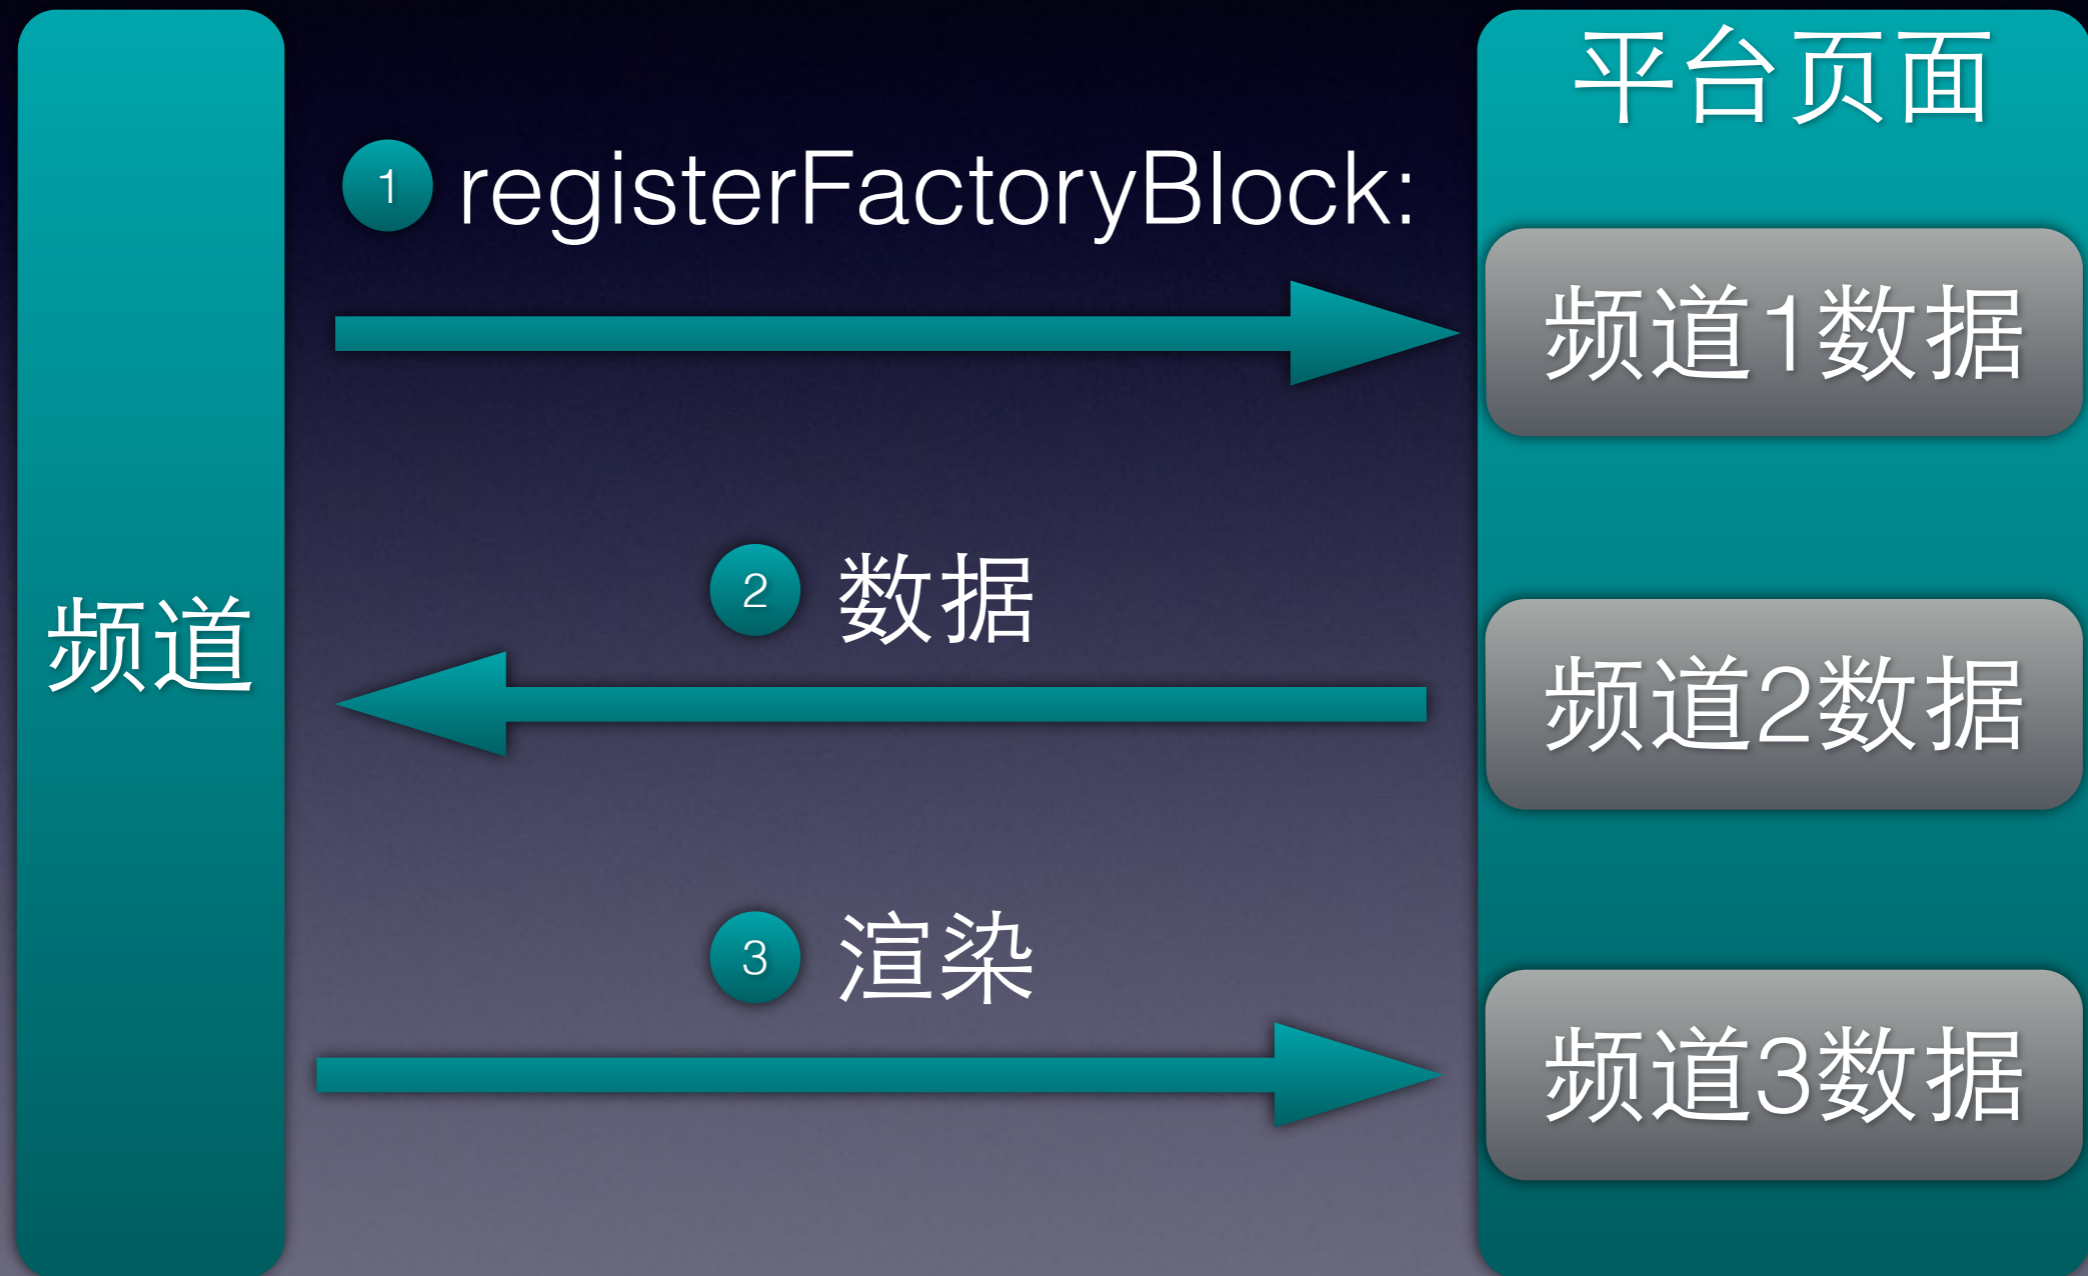 平台页面
1 registerFactoryBlock:
频道1数据
2 数据
频道
频道2数据
3 渲染
频道3数据